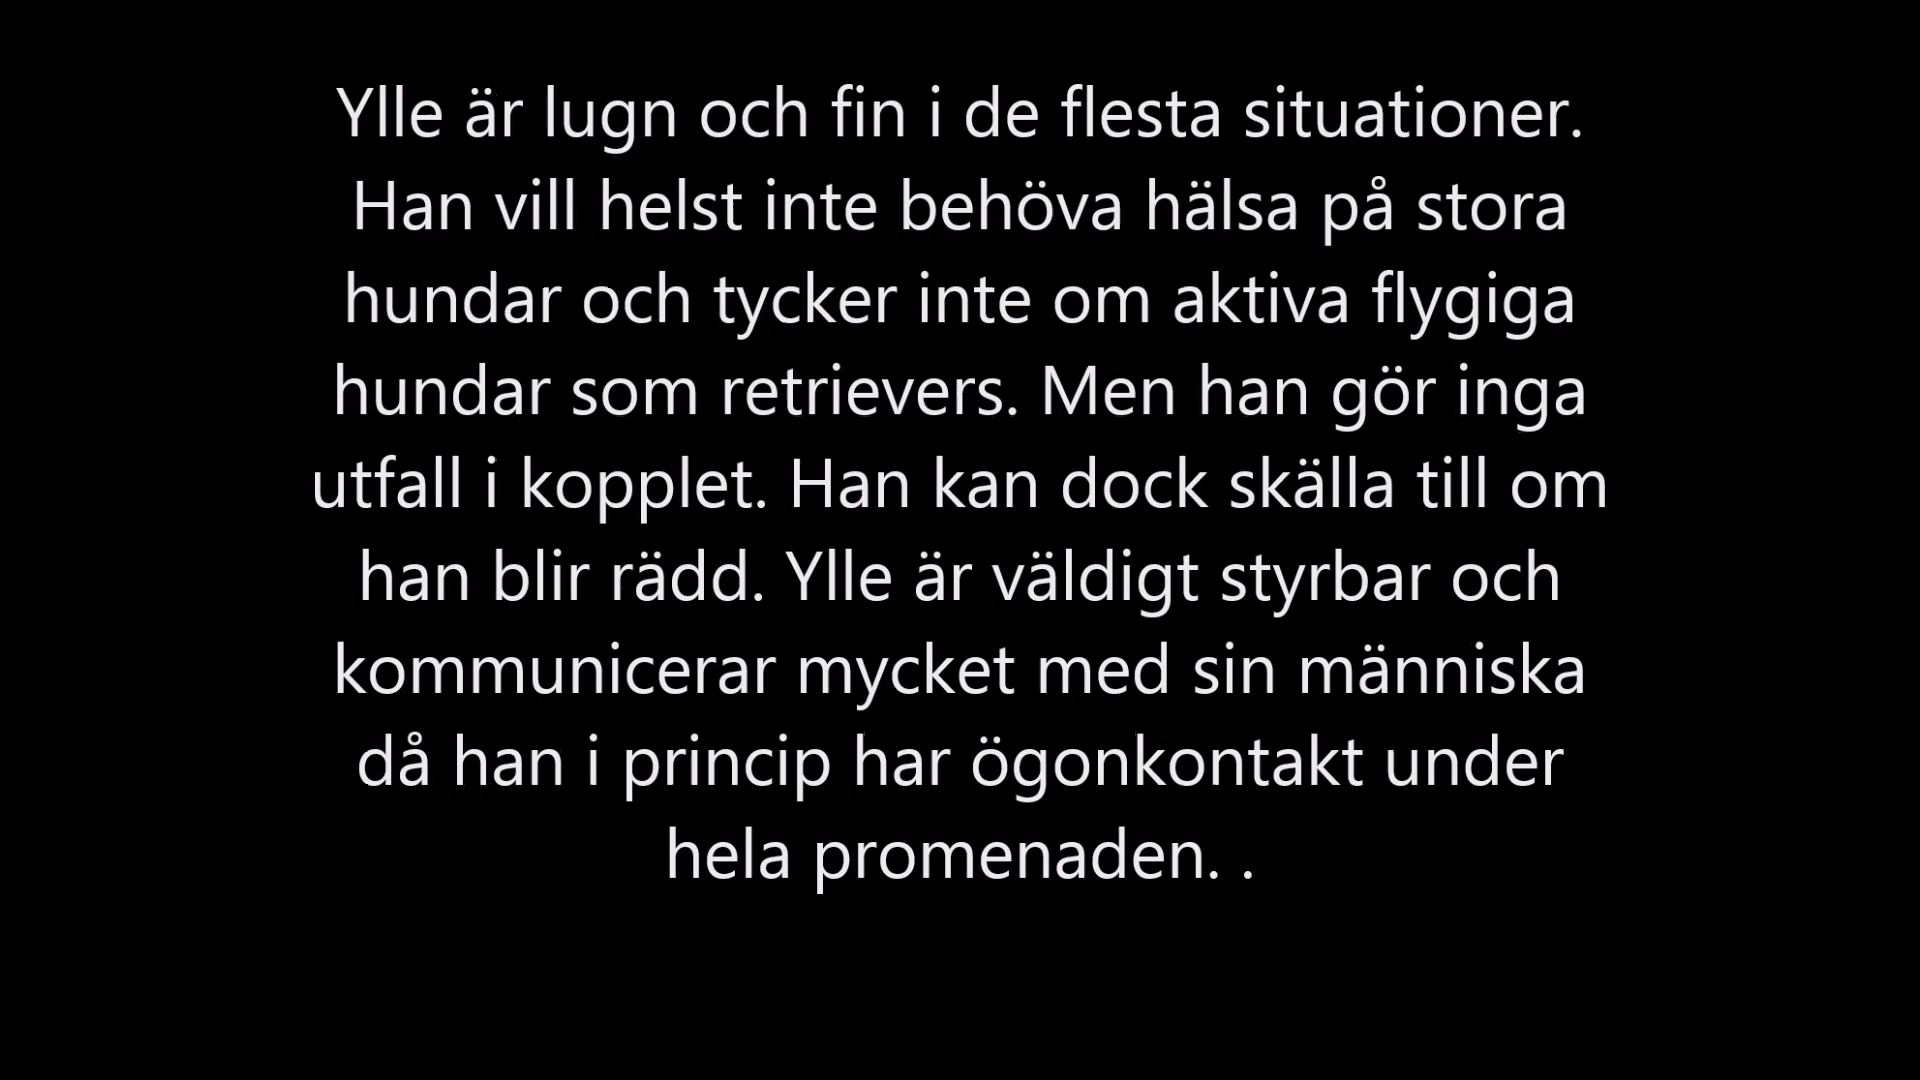 Ylle är lugn och fin i de flesta situationer.
Han vill helst inte behöva hälsa på stora
hundar och tycker inte om aktiva flygiga
hundar som retrievers. Men han gör inga
utfall i kopplet. Han kan dock skälla till om
han blir rädd. Ylle är väldigt styrbar och
kommunicerar mycket med sin människa
då han i princip har ögonkontakt under
hela promenaden. .